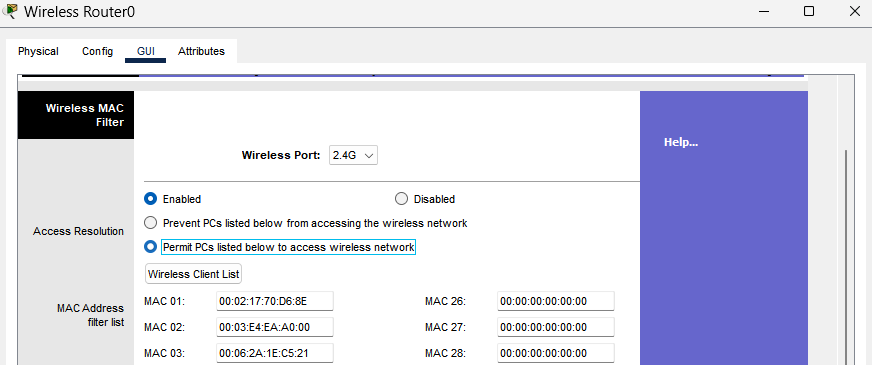 Wireless Router0
Physical Config GUI Attributes
Wireless MAC
Filter
Help...
Wireless Port: 2.4G
Enabled Disabled
Access Resolution
Prevent PCs listed below from accessing the wireless network
Permit PCs listed below to access wireless network
Wireless Client List
MAC Address
filter list
MAC 01: 00:02:17:70:D6:8E MAC 26: 00:00:00:00:00:00
MAC 02: 00:03:E4:EA:A0:00 MAC 27: 00:00:00:00:00:00
MAC 03: 00:06:2A:1E:C5:21 MAC 28: 00:00:00:00:00:00